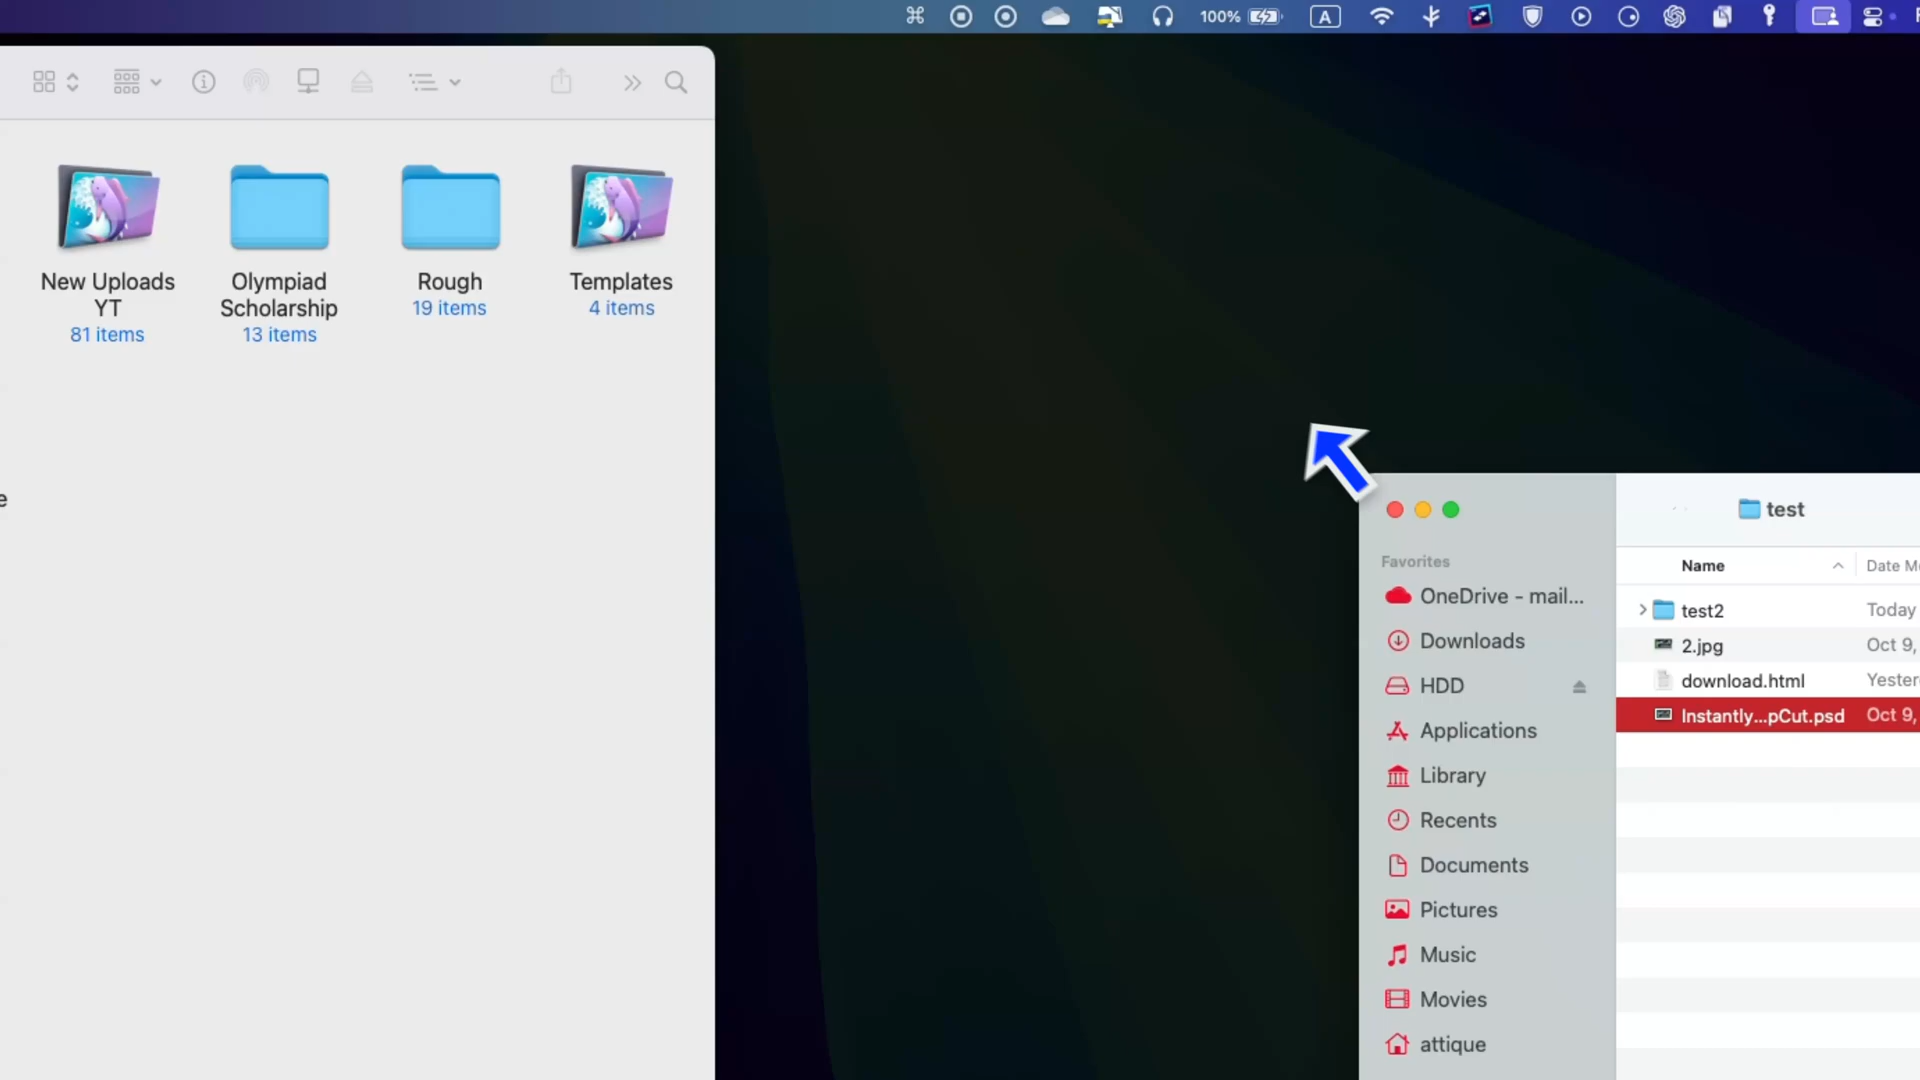 100%
A
New Uploads
YT
81 items
Olympiad
Scholarship
13 items
Rough
19 items
Templates
4 items
e
test
Favorites
Name
Date Mo
OneDrive - mail...
test2
Today
Downloads
2.jpg
Oct 9,
HDD
download.html
Yester
Instantly...pCut.psd
Oct 9,
Applications
Library
Recents
Documents
Pictures
Music
Movies
attique